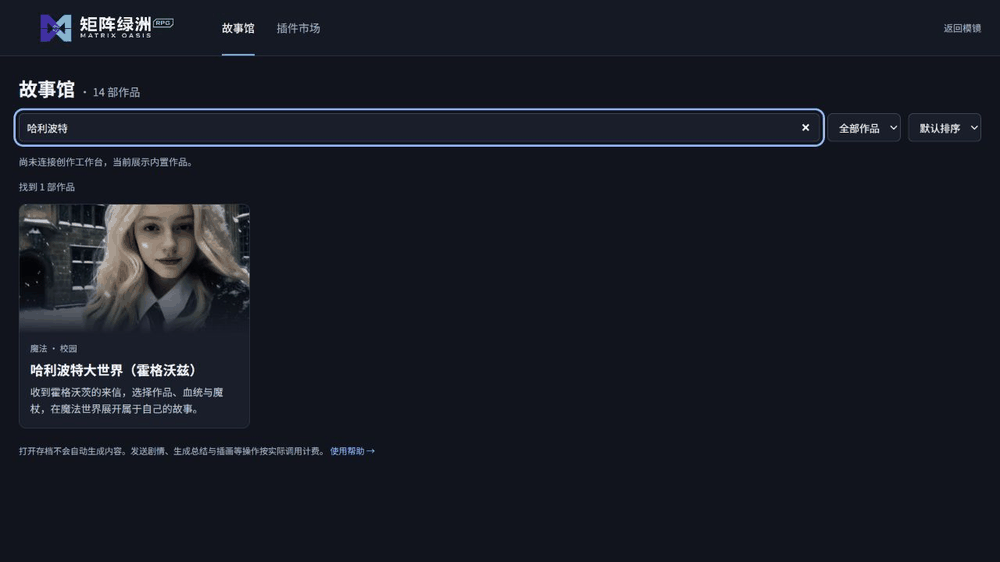 矩阵绿洲 RPG
MATRIX OASIS
故事馆
插件市场
返回模镜
故事馆 · 14 部作品
哈利波特
全部作品
默认排序
尚未连接创作工作台，当前展示内置作品。
找到 1 部作品
魔法 · 校园
哈利波特大世界（霍格沃兹）
收到霍格沃茨的来信，选择作品、血统与魔
杖，在魔法世界展开属于自己的故事。
打开存档不会自动生成内容。发送剧情、生成总结与插画等操作按实际调用计费。 使用帮助 →